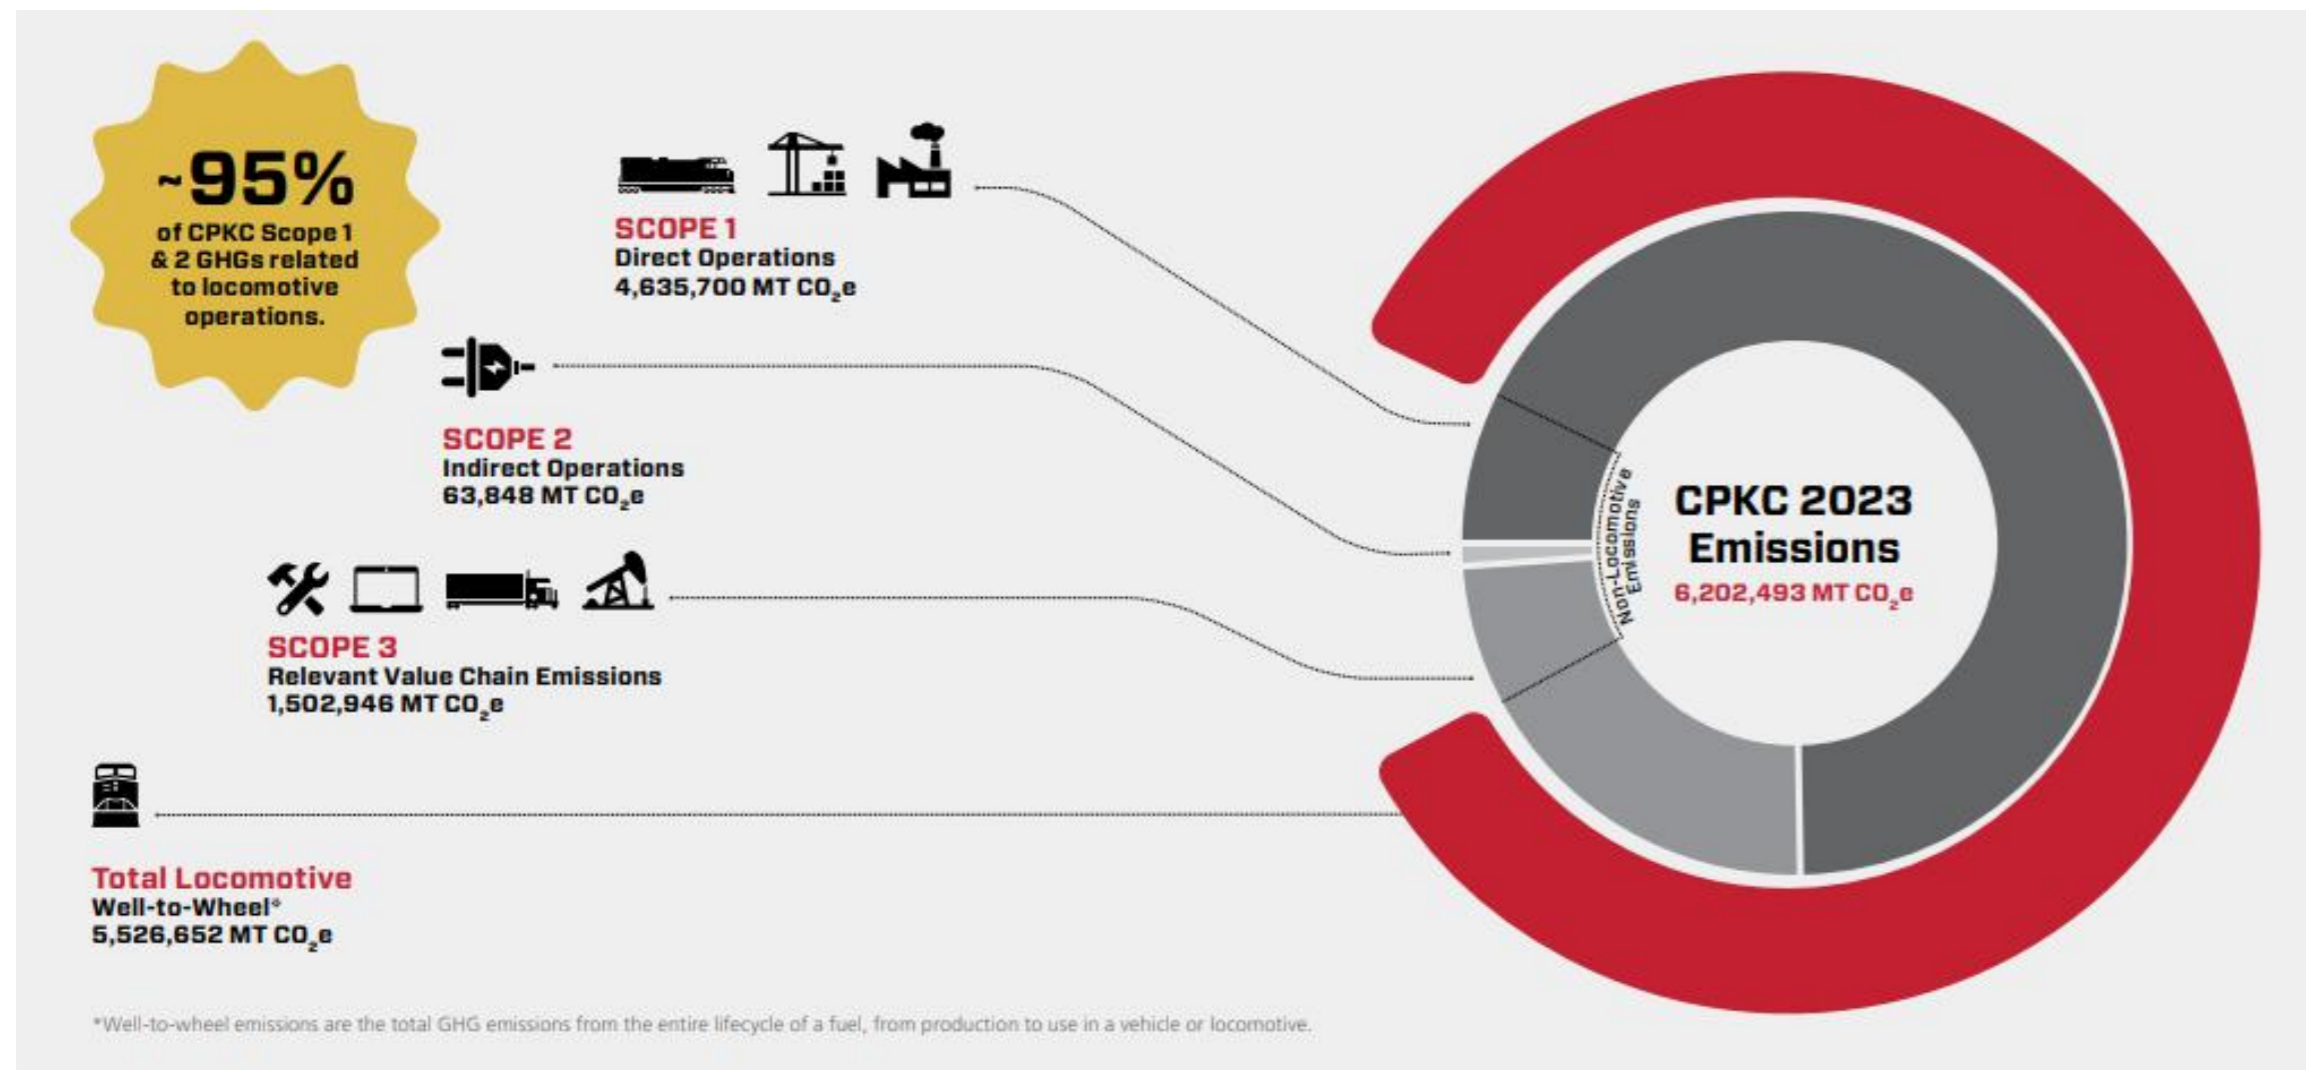 ~95%
of CPKC Scope 1
& 2 GHGs related
to locomotive
operations.
SCOPE 1
Direct Operations
4,635,700 MT CO₂e
SCOPE 2
Indirect Operations
63,848 MT CO₂e
SCOPE 3
Relevant Value Chain Emissions
1,502,946 MT CO₂e
Total Locomotive
Well-to-Wheel*
5,526,652 MT CO₂e
Non-Locomotive
Emissions
CPKC 2023
Emissions
6,202,493 MT CO₂e
*Well-to-wheel emissions are the total GHG emissions from the entire lifecycle of a fuel, from production to use in a vehicle or locomotive.